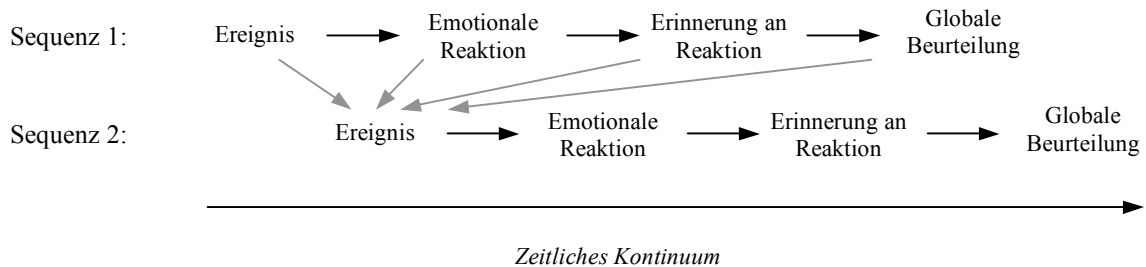 Sequenz 1:
Ereignis
Emotionale
Reaktion
Erinnerung an
Reaktion
Globale
Beurteilung
Sequenz 2:
Ereignis
Emotionale
Reaktion
Erinnerung an
Reaktion
Globale
Beurteilung
Zeitliches Kontinuum